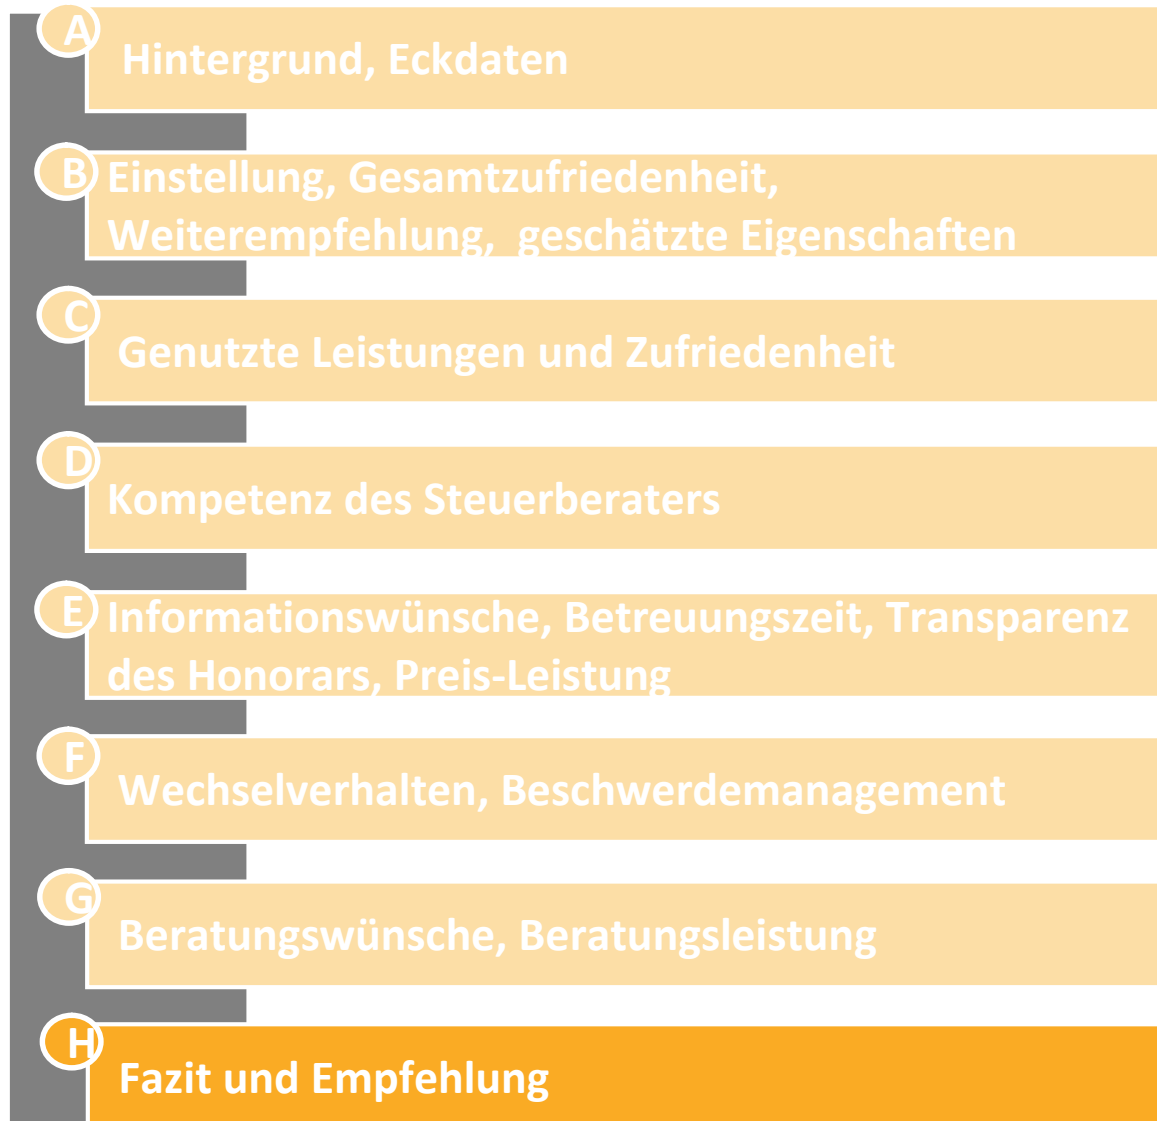 A
Hintergrund, Eckdaten
B
Einstellung, Gesamtzufriedenheit,
Weiterempfehlung, geschätzte Eigenschaften
C
Genutzte Leistungen und Zufriedenheit
D
Kompetenz des Steuerberaters
E
Informationswünsche, Betreuungszeit, Transparenz
des Honorars, Preis-Leistung
F
Wechselverhalten, Beschwerdemanagement
G
Beratungswünsche, Beratungsleistung
H
Fazit und Empfehlung